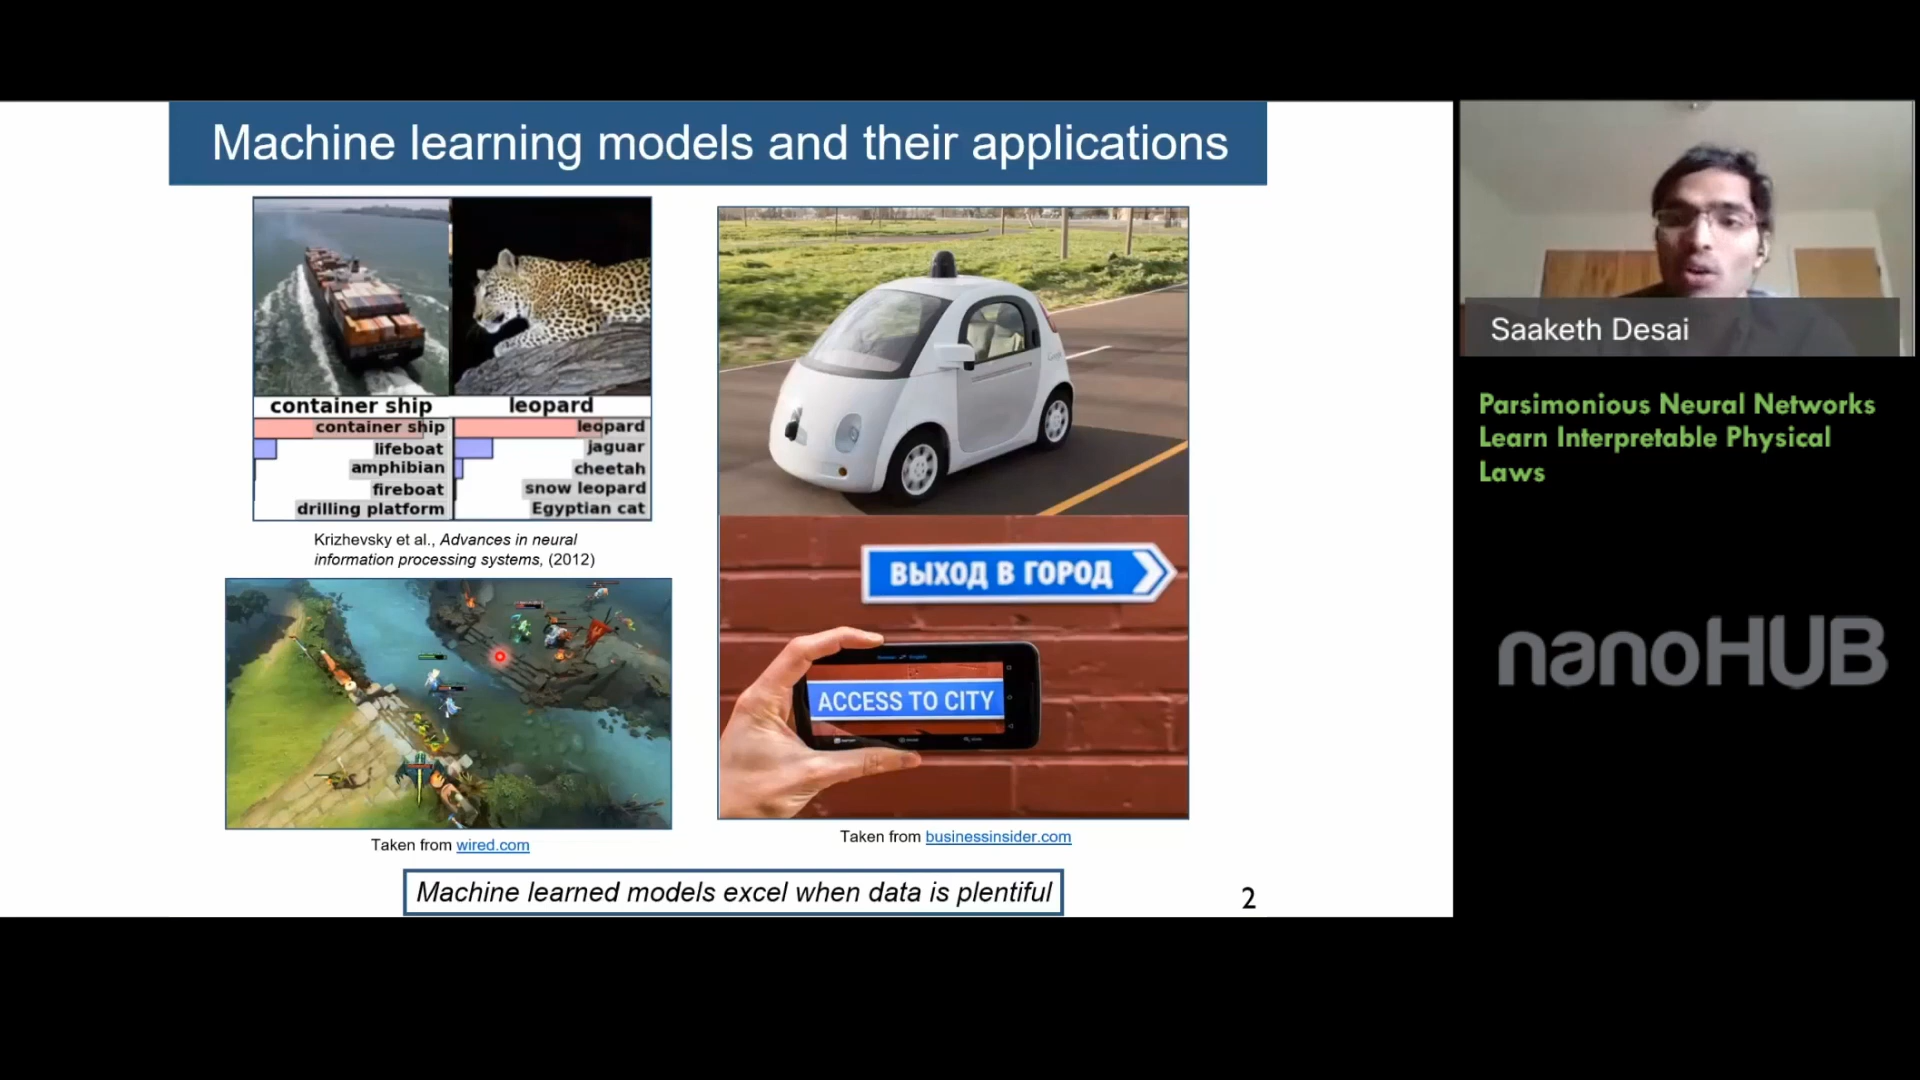 Machine learning models and their applications
container ship
leopard
container ship
lifeboat
amphibian
fireboat
drilling platform
leopard
jaguar
cheetah
snow leopard
Egyptian cat
Krizhevsky et al., Advances in neural
information processing systems, (2012)
Taken from wired.com
ВЫХОД В ГОРОД
ACCESS TO CITY
Taken from businessinsider.com
Machine learned models excel when data is plentiful
2
Saaketh Desai
Parsimonious Neural Networks
Learn Interpretable Physical
Laws
nanoHUB